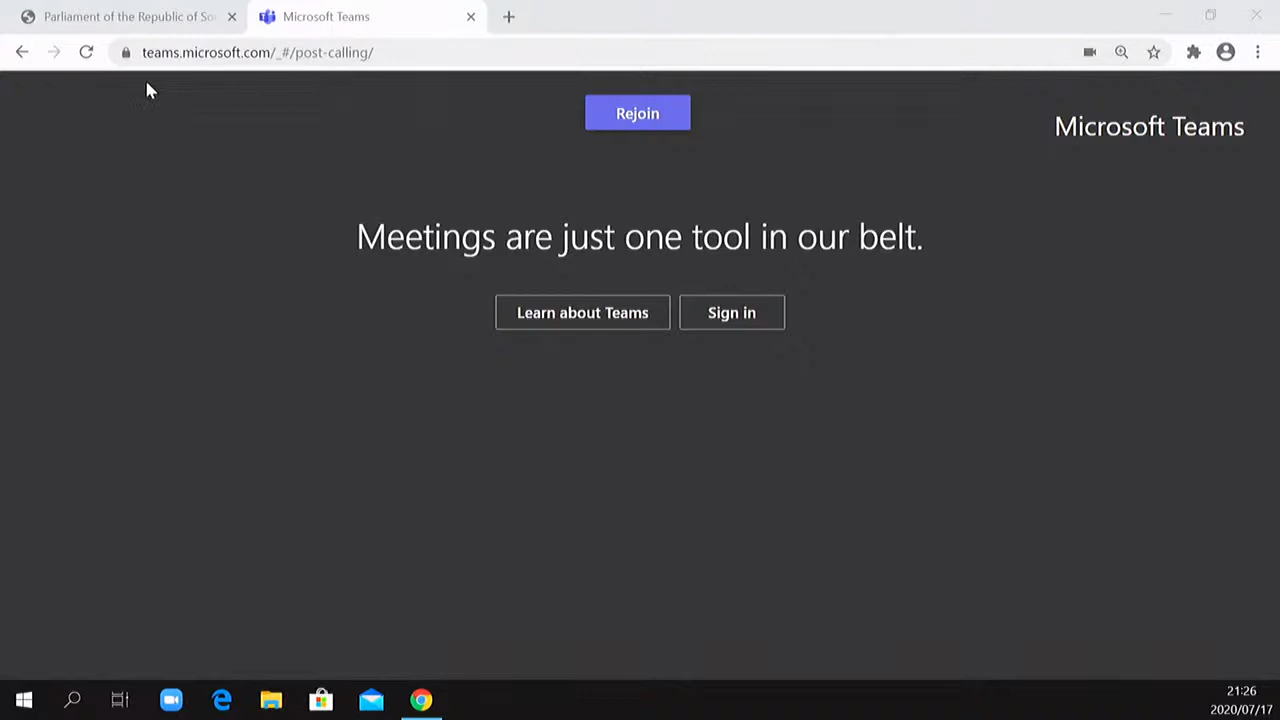 Parliament of the Republic of So
Microsoft Teams
teams.microsoft.com/_#/post-calling/
Rejoin
Microsoft Teams
Meetings are just one tool in our belt.
Learn about Teams
Sign in
21:26
2020/07/17